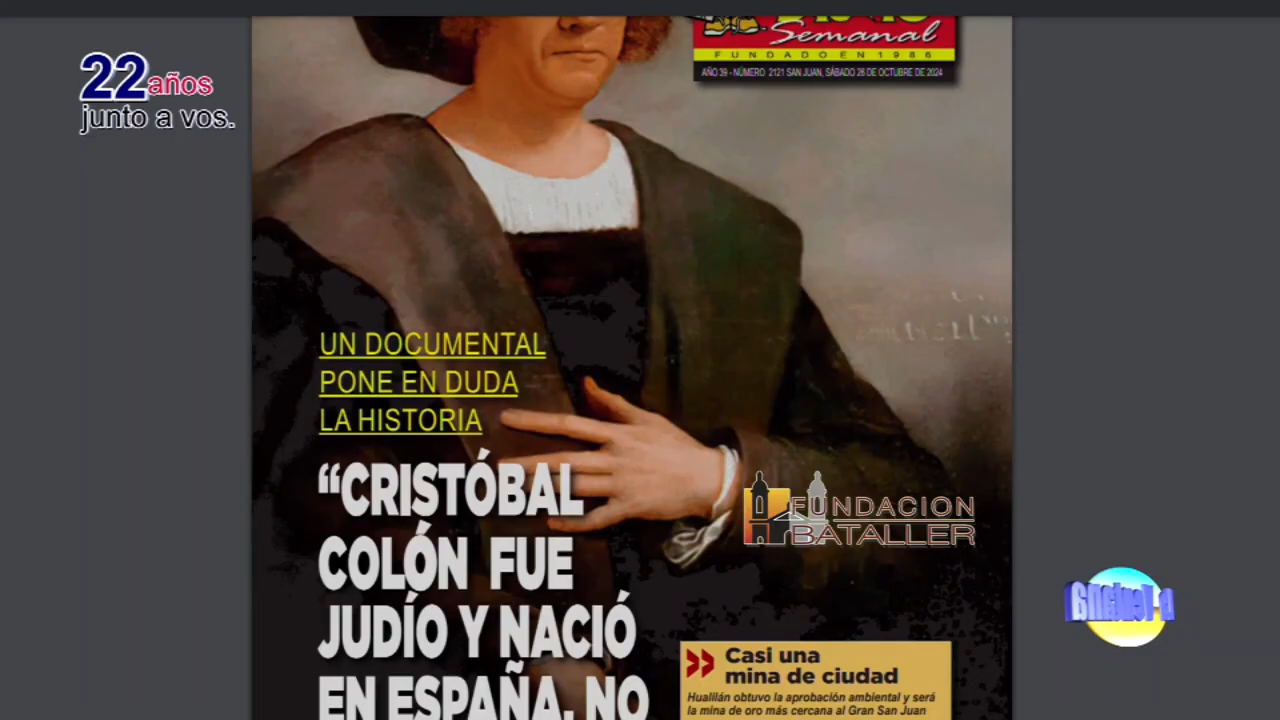 22años
junto a vos.
Semanal
FUNDADO EN 1986
AÑO 39 - NÚMERO 2121 SAN JUAN, SÁBADO 26 DE OCTUBRE DE 2024
UN DOCUMENTAL
PONE EN DUDA
LA HISTORIA
“CRISTÓBAL
COLÓN FUE
JUDÍO Y NACIÓ
EN ESPAÑA, NO
FUNDACION
BATALLER
Casi una
mina de ciudad
Hualilán obtuvo la aprobación ambiental y será
la mina de oro más cercana al Gran San Juan